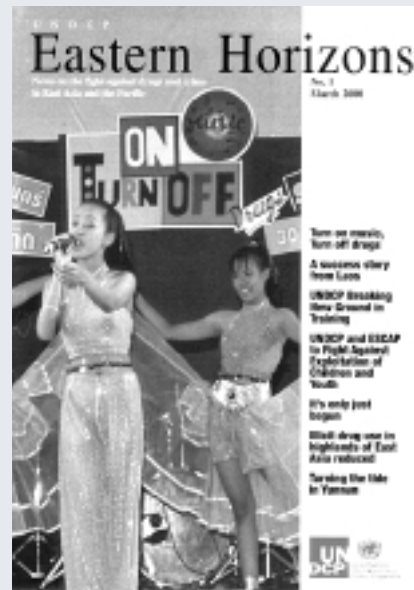 UNDCP
Eastern Horizons
News on the fight against drugs and crime
in East Asia and the Pacific
No. 1
March 2000
music
ON
TURN OFF
Drugs
Turn on music,
Turn off drugs
A success story
from Laos
UNDCP Breaking
New Ground in
Training
UNDCP and ESCAP
to Fight Against
Exploitation of
Children and
Youth
It's only just
begun
Illicit drug use in
highlands of East
Asia reduced
Turning the tide
in Yunnan
UN
DCP